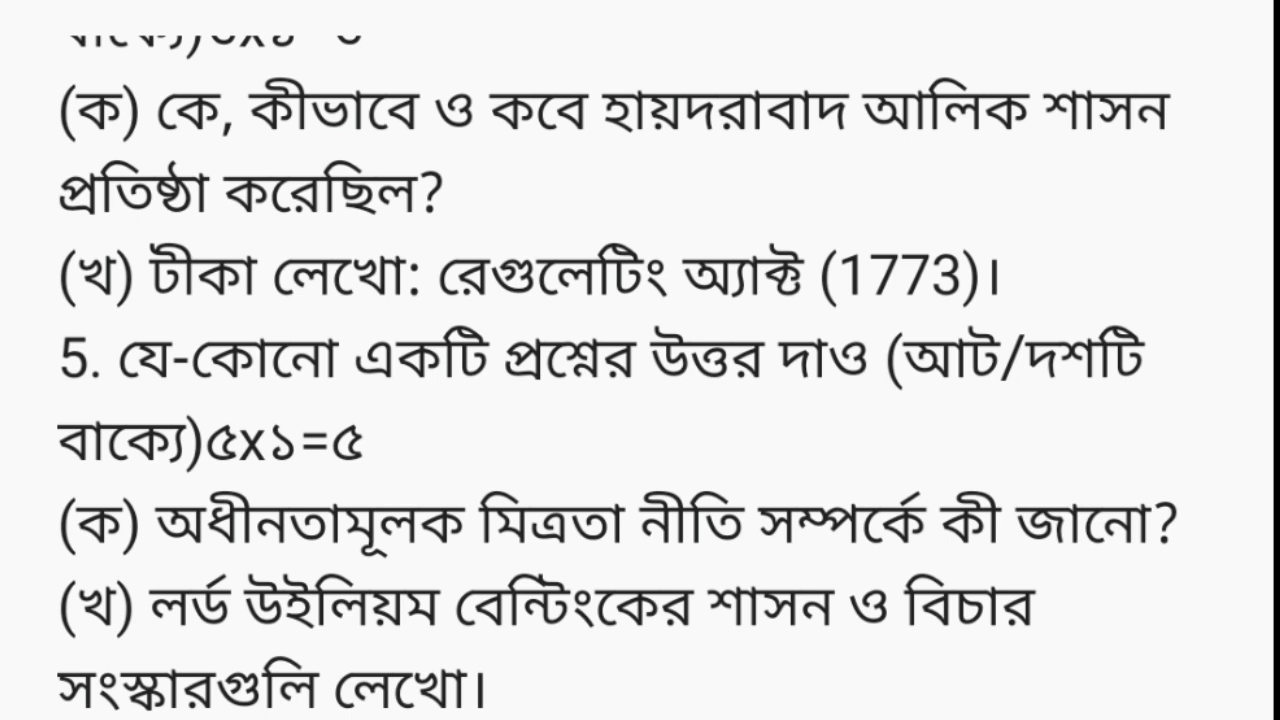 (ক) কে, কীভাবে ও কবে হায়দরাবাদ আলিক শাসন
প্রতিষ্ঠা করেছিল?
(খ) টীকা লেখো: রেগুলেটিং অ্যাক্ট (1773)।
5. যে-কোনো একটি প্রশ্নের উত্তর দাও (আট/দশটি
বাক্যে)৫x১=৫
(ক) অধীনতামূলক মিত্রতা নীতি সম্পর্কে কী জানো?
(খ) লর্ড উইলিয়ম বেন্টিংকের শাসন ও বিচার
সংস্কারগুলি লেখো।